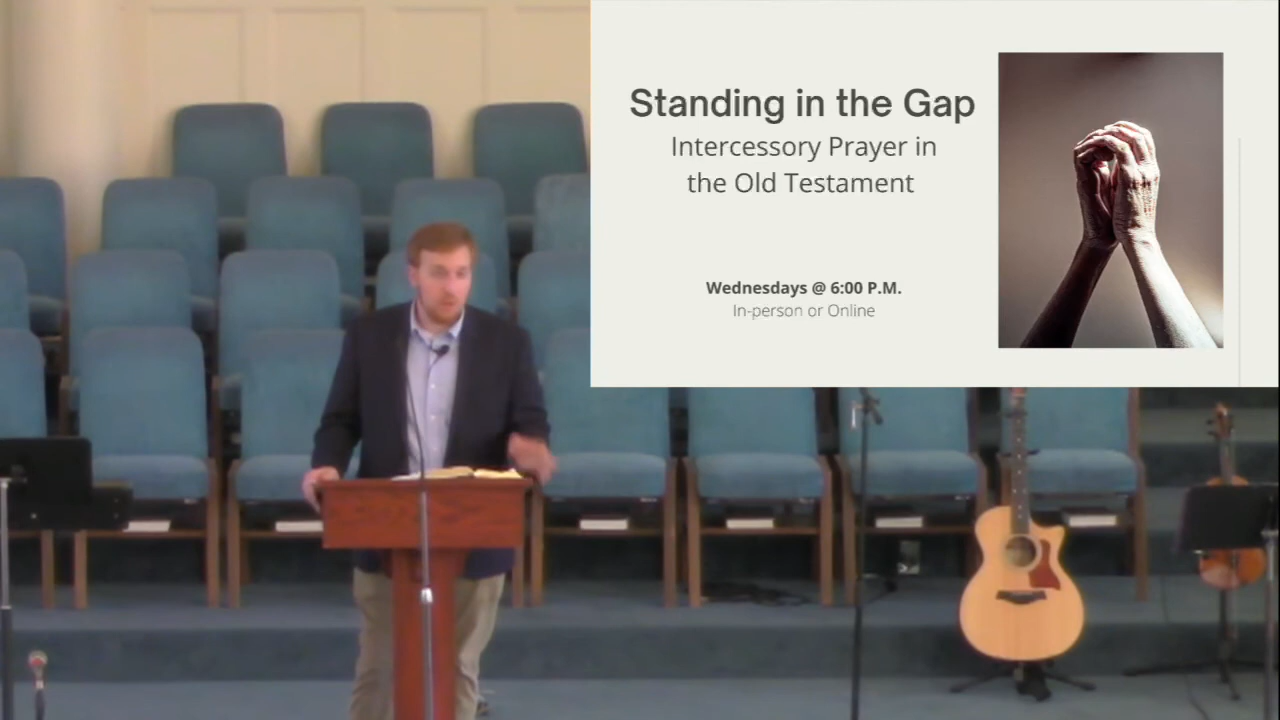 Standing in the Gap
Intercessory Prayer in
the Old Testament
Wednesdays @ 6:00 P.M.
In-person or Online